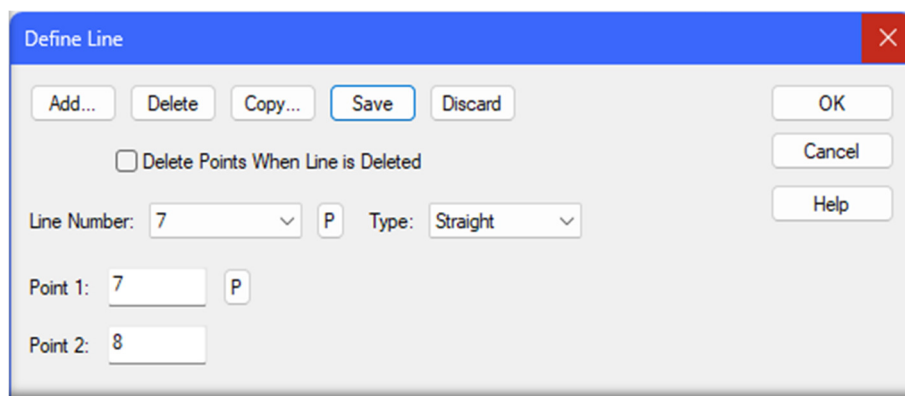 Define Line
Add... Delete Copy... Save Discard OK
Delete Points When Line is Deleted Cancel
Line Number: 7 P Type: Straight Help
Point 1: 7 P
Point 2: 8